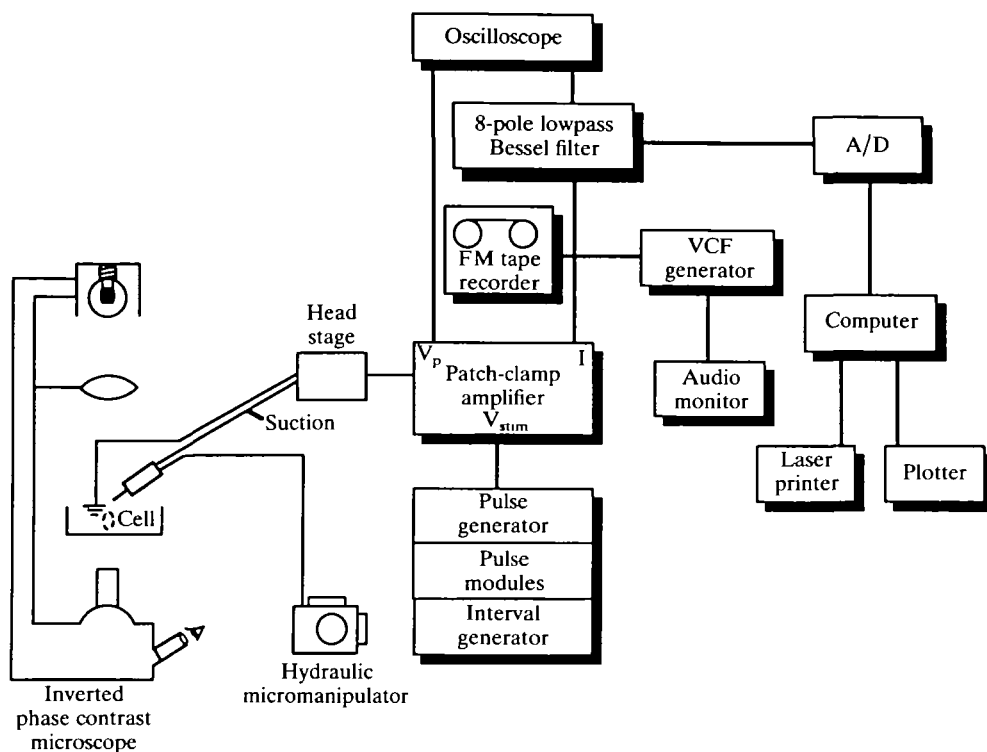 Oscilloscope
8-pole lowpass
Bessel filter
A/D
FM tape
recorder
VCF
generator
Computer
Head
stage
V_p
I
Patch-clamp
amplifier
V_stim
Audio
monitor
Suction
Laser
printer
Plotter
Cell
Pulse
generator
Pulse
modules
Interval
generator
Hydraulic
micromanipulator
Inverted
phase contrast
microscope